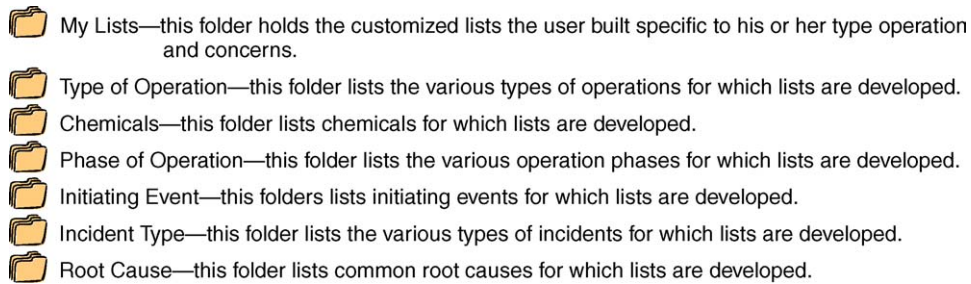 My Lists—this folder holds the customized lists the user built specific to his or her type operation
and concerns.
Type of Operation—this folder lists the various types of operations for which lists are developed.
Chemicals—this folder lists chemicals for which lists are developed.
Phase of Operation—this folder lists the various operation phases for which lists are developed.
Initiating Event—this folders lists initiating events for which lists are developed.
Incident Type—this folder lists the various types of incidents for which lists are developed.
Root Cause—this folder lists common root causes for which lists are developed.